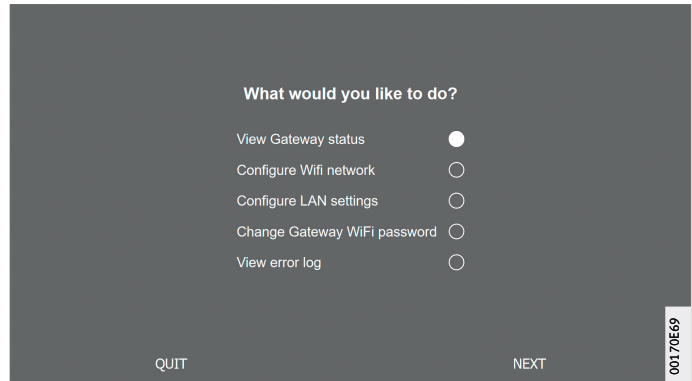 What would you like to do?
View Gateway status
Configure Wifi network
Configure LAN settings
Change Gateway WiFi password
View error log
QUIT
NEXT
00170E69